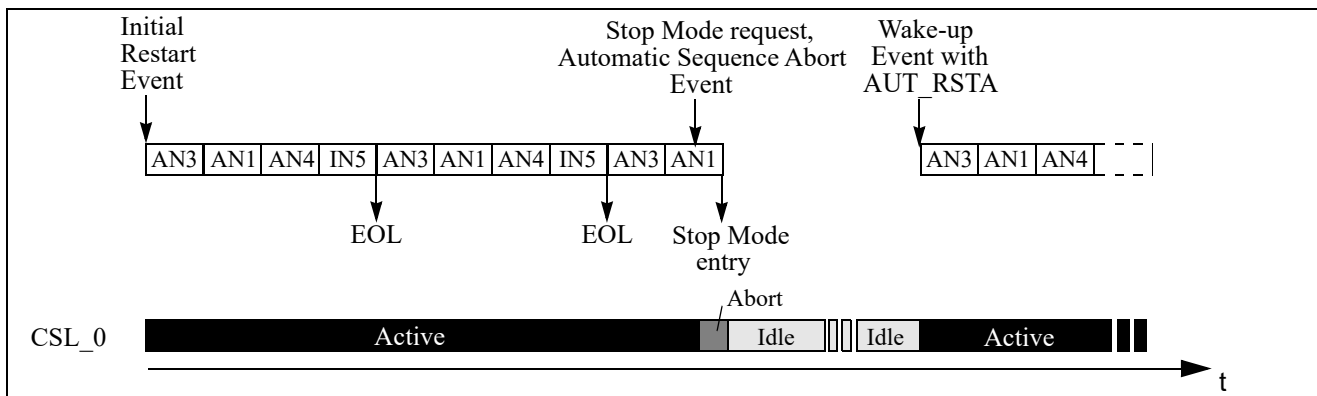 Initial
Restart
Event
Stop Mode request,
Automatic Sequence Abort
Event
Wake-up
Event with
AUT_RSTA
AN3 AN1 AN4 IN5 AN3 AN1 AN4 IN5 AN3 AN1
AN3 AN1 AN4
EOL
EOL
Stop Mode
entry
Abort
CSL_0
Active
Idle
Idle
Active
t